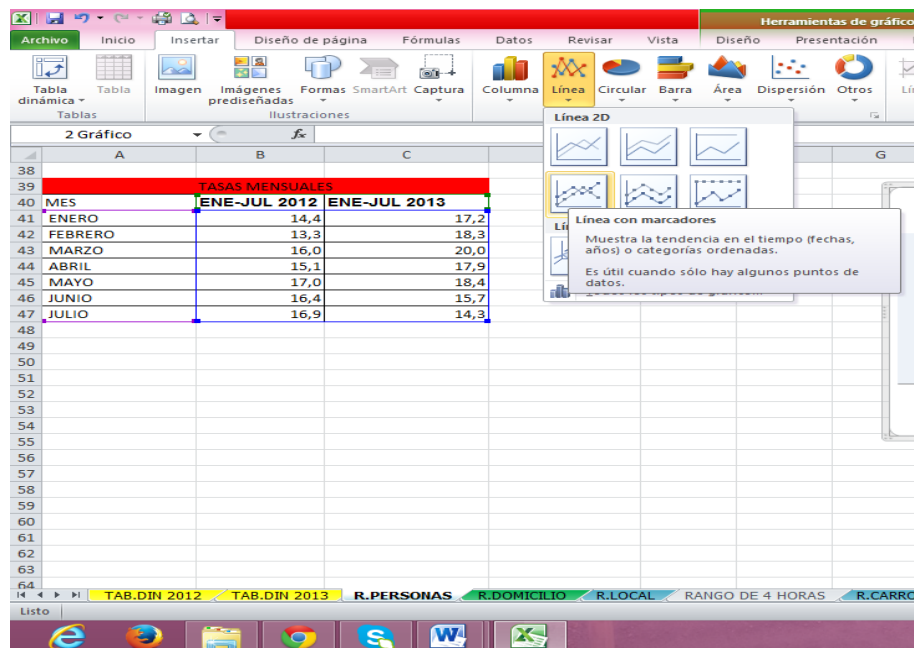 Herramientas de gráfico
Archivo Inicio Insertar Diseño de página Fórmulas Datos Revisar Vista Diseño Presentación
Tabla dinámica Tabla Imagen Imágenes prediseñadas Formas SmartArt Captura Columna Línea Circular Barra Área Dispersión Otros
Tablas Ilustraciones
2 Gráfico fx
Línea 2D
A B C G
38
39 TASAS MENSUALES
40 MES ENE-JUL 2012 ENE-JUL 2013
41 ENERO 14,4 17,2
42 FEBRERO 13,3 18,3
43 MARZO 16,0 20,0
44 ABRIL 15,1 17,9
45 MAYO 17,0 18,4
46 JUNIO 16,4 15,7
47 JULIO 16,9 14,3
Línea con marcadores
Muestra la tendencia en el tiempo (fechas,
años) o categorías ordenadas.
Es útil cuando sólo hay algunos puntos de
datos.
48
49
50
51
52
53
54
55
56
57
58
59
60
61
62
63
64
TAB.DIN 2012 TAB.DIN 2013 R.PERSONAS R.DOMICILIO R.LOCAL RANGO DE 4 HORAS R.CARRO
Listo